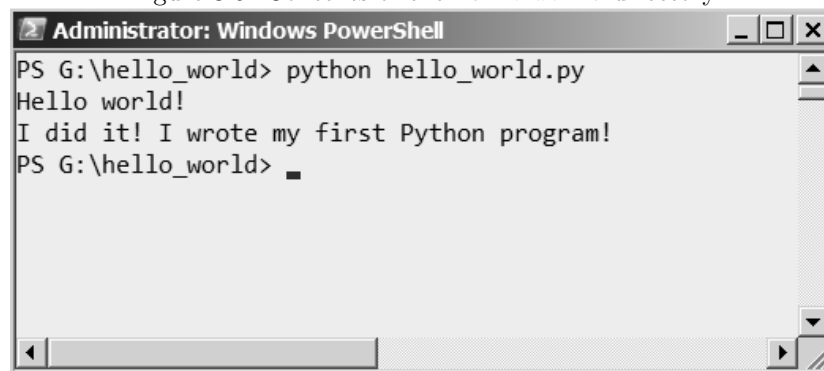 Administrator: Windows PowerShell
PS G:\hello_world> python hello_world.py
Hello world!
I did it! I wrote my first Python program!
PS G:\hello_world>